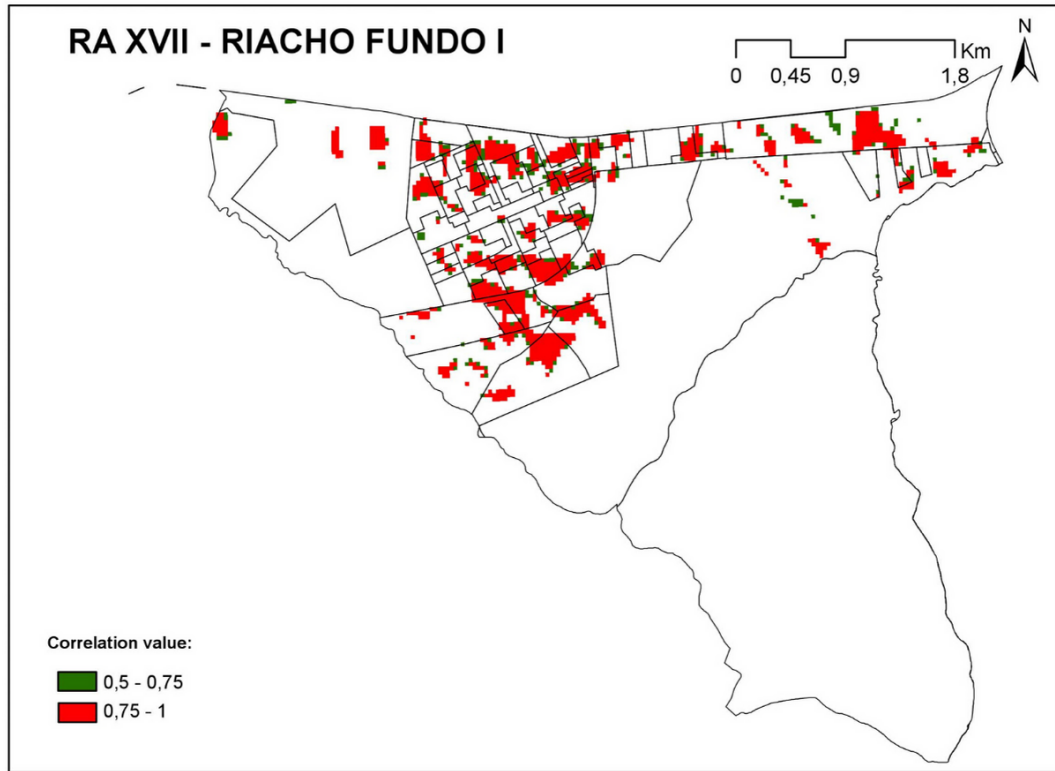 RA XVII - RIACHO FUNDO I
N
Km
0 0,45 0,9 1,8
Correlation value:
0,5 - 0,75
0,75 - 1